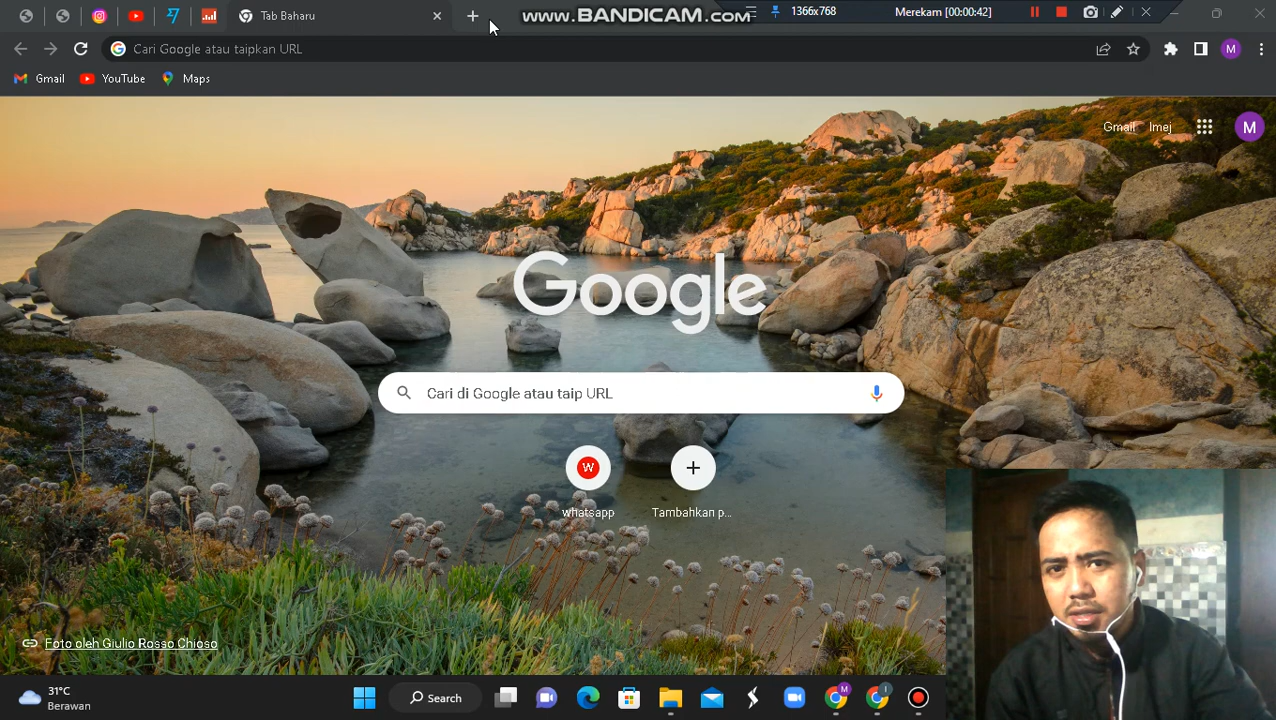 Tab Baharu
www.BANDICAM.com
1366x768
Merekam [00:00:42]
Cari Google atau taipkan URL
M
Gmail
YouTube
Maps
Gmail
Imej
M
Google
Cari di Google atau taip URL
W
whatsapp
Tambahkan p...
Foto oleh Giulio Rosso Chioso
31°C
Berawan
Search
M
I